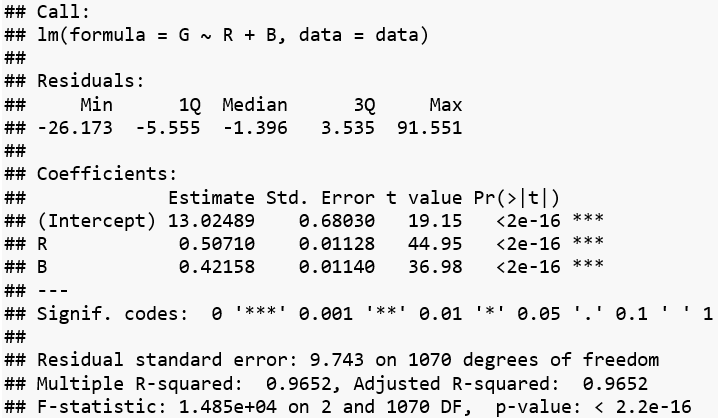 ## Call:
## lm(formula = G ~ R + B, data = data)
##
## Residuals:
##     Min      1Q  Median      3Q     Max
## -26.173  -5.555  -1.396   3.535  91.551
##
## Coefficients:
##             Estimate Std. Error t value Pr(>|t|)
## (Intercept) 13.02489    0.68030   19.15   <2e-16 ***
## R            0.50710    0.01128   44.95   <2e-16 ***
## B            0.42158    0.01140   36.98   <2e-16 ***
## ---
## Signif. codes:  0 '***' 0.001 '**' 0.01 '*' 0.05 '.' 0.1 ' ' 1
##
## Residual standard error: 9.743 on 1070 degrees of freedom
## Multiple R-squared:  0.9652, Adjusted R-squared:  0.9652
## F-statistic: 1.485e+04 on 2 and 1070 DF,  p-value: < 2.2e-16